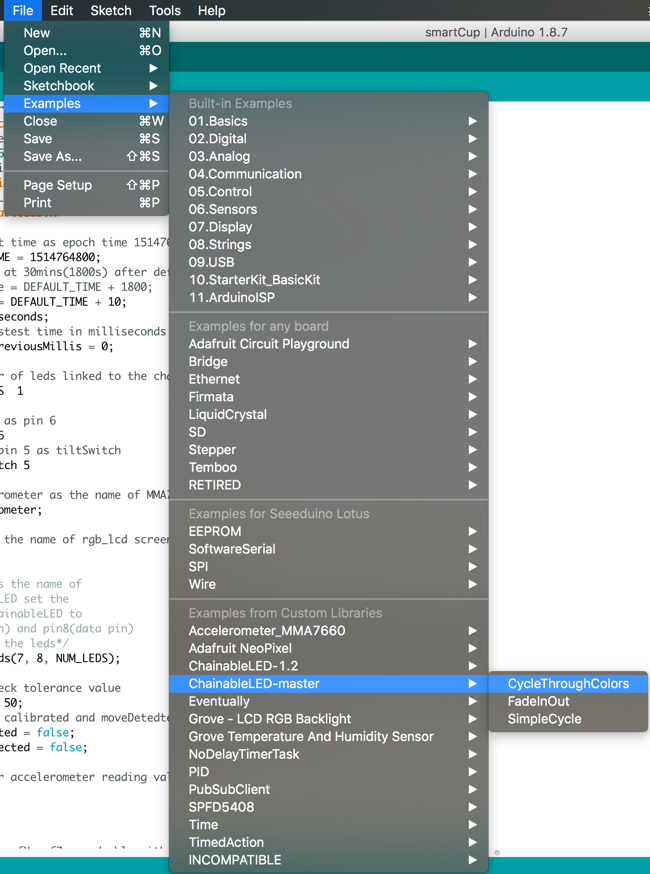 File Edit Sketch Tools Help
smartCup | Arduino 1.8.7
New ⌘N
Open... ⌘O
Open Recent ▶
Sketchbook ▶
Examples ▶
Close ⌘W
Save ⌘S
Save As... ⇧⌘S
Page Setup ⇧⌘P
Print ⌘P
Built-in Examples
01.Basics ▶
02.Digital ▶
03.Analog ▶
04.Communication ▶
05.Control ▶
06.Sensors ▶
07.Display ▶
08.Strings ▶
09.USB ▶
10.StarterKit_BasicKit ▶
11.ArduinoISP ▶
Examples for any board
Adafruit Circuit Playground ▶
Bridge ▶
Ethernet ▶
Firmata ▶
LiquidCrystal ▶
SD ▶
Stepper ▶
Temboo ▶
RETIRED ▶
Examples for Seeeduino Lotus
EEPROM ▶
SoftwareSerial ▶
SPI ▶
Wire ▶
Examples from Custom Libraries
Accelerometer_MMA7660 ▶
Adafruit NeoPixel ▶
ChainableLED-1.2 ▶
ChainableLED-master ▶
Eventually ▶
Grove - LCD RGB Backlight ▶
Grove Temperature And Humidity Sensor ▶
NoDelayTimerTask ▶
PID ▶
PubSubClient ▶
SPFD5408 ▶
Time ▶
TimedAction ▶
INCOMPATIBLE ▶
CycleThroughColors
FadeInOut
SimpleCycle
t time as epoch time 15147
ME = 1514764800;
at 30mins(1800s) after de
e = DEFAULT_TIME + 1800;
= DEFAULT_TIME + 10;
seconds;
stest time in milliseconds
reviousMillis = 0;
r of leds linked to the cha
S 1
as pin 6
6
pin 5 as tiltSwitch
tch 5
rometer as the name of MMA7
ometer;
the name of rgb_lcd screen
s the name of
LED set the
ainableLED to
n) and pin8(data pin)
the leds*/
ds(7, 8, NUM_LEDS);
eck tolerance value
50;
calibrated and moveDetedte
ted = false;
ected = false;
r accelerometer reading val